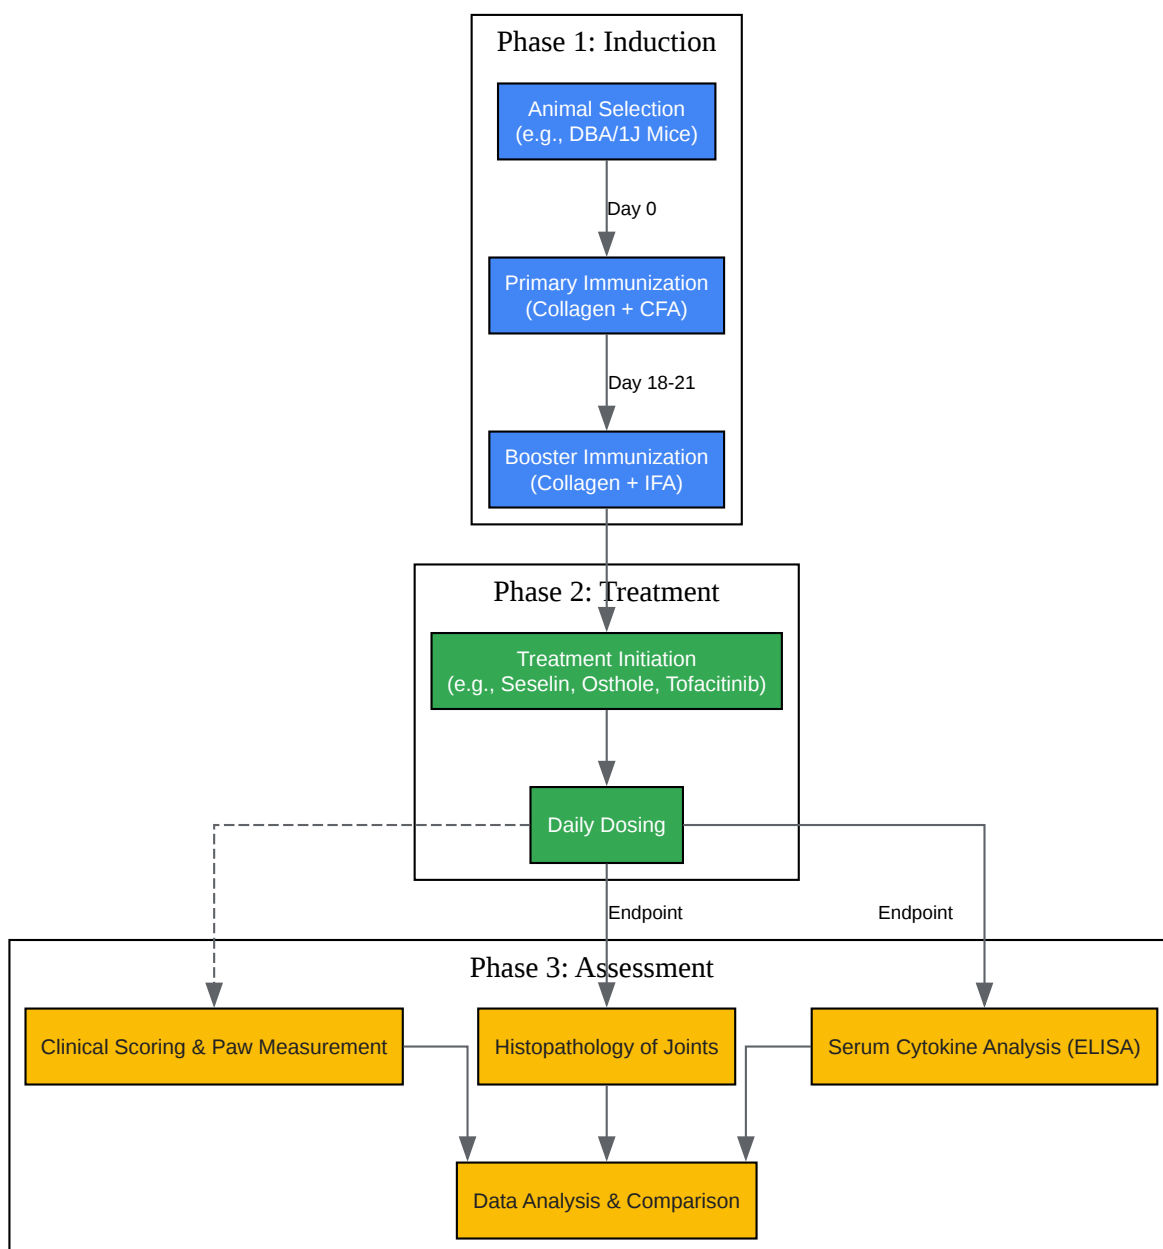 Phase 1: Induction
Animal Selection
(e.g., DBA/1J Mice)
Day 0
Primary Immunization
(Collagen + CFA)
Day 18-21
Booster Immunization
(Collagen + IFA)
Phase 2: Treatment
Treatment Initiation
(e.g., Seselin, Osthole, Tofacitinib)
Daily Dosing
Endpoint
Endpoint
Phase 3: Assessment
Clinical Scoring & Paw Measurement
Histopathology of Joints
Serum Cytokine Analysis (ELISA)
Data Analysis & Comparison